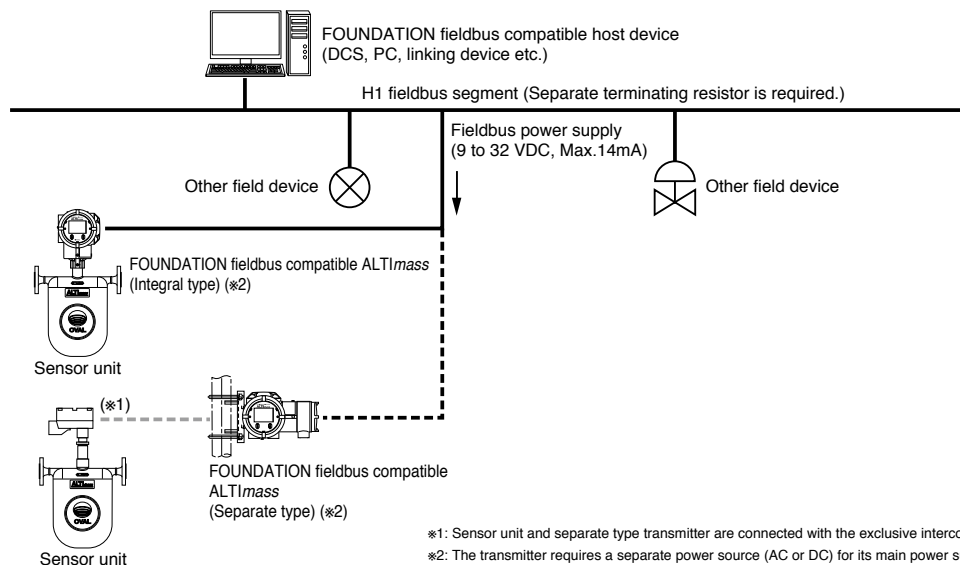 FOUNDATION fieldbus compatible host device
(DCS, PC, linking device etc.)
H1 fieldbus segment (Separate terminating resistor is required.)
Fieldbus power supply
(9 to 32 VDC, Max.14mA)
Other field device
Other field device
FOUNDATION fieldbus compatible ALTImass
(Integral type) (※2)
ALTImass
OVAL
Sensor unit
(※1)
FOUNDATION fieldbus compatible
ALTImass
(Separate type) (※2)
ALTImass
OVAL
Sensor unit
※1: Sensor unit and separate type transmitter are connected with the exclusive
※2: The transmitter requires a separate power source (AC or DC) for its main power